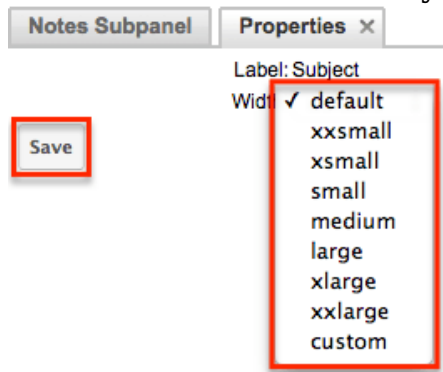 Notes Subpanel Properties ×
Label: Subject
✓ default
xxsmall
Save
xsmall
small
medium
large
xlarge
xxlarge
custom